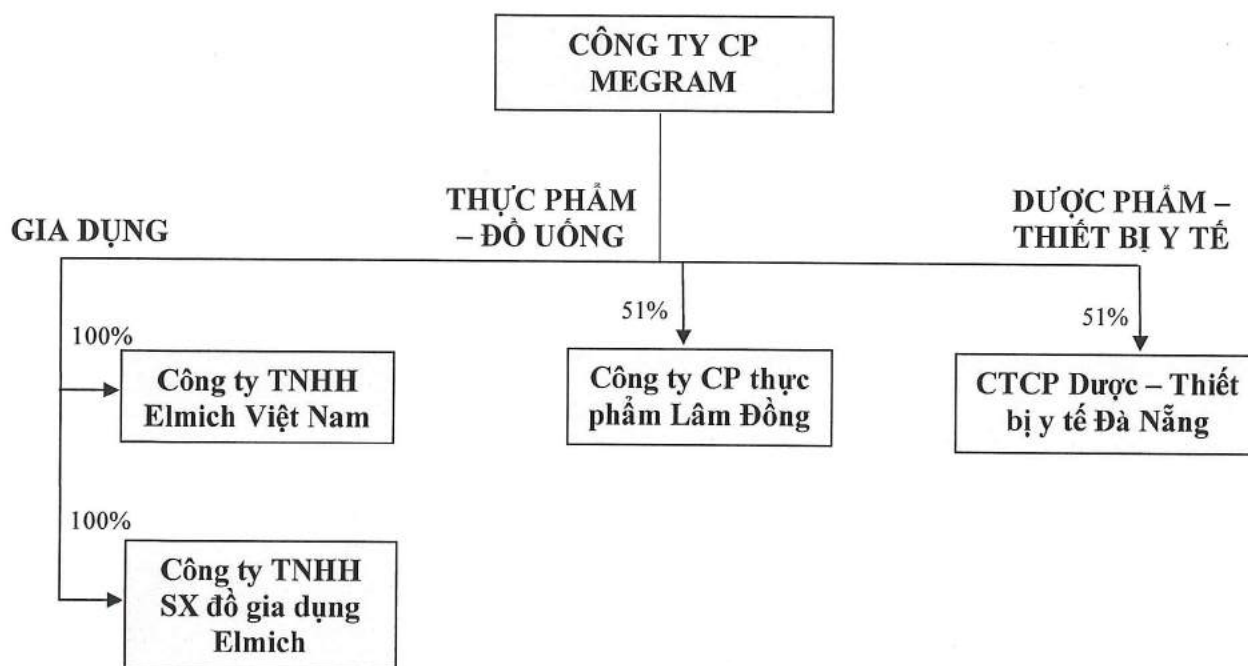 CÔNG TY CP
MEGRAM
GIA DỤNG
THỰC PHẨM
– ĐỒ UỐNG
DƯỢC PHẨM –
THIẾT BỊ Y TẾ
100%
51%
51%
Công ty TNHH
Elmich Việt Nam
Công ty CP thực
phẩm Lâm Đồng
CTCP Dược – Thiết
bị y tế Đà Nẵng
100%
Công ty TNHH
SX đồ gia dụng
Elmich